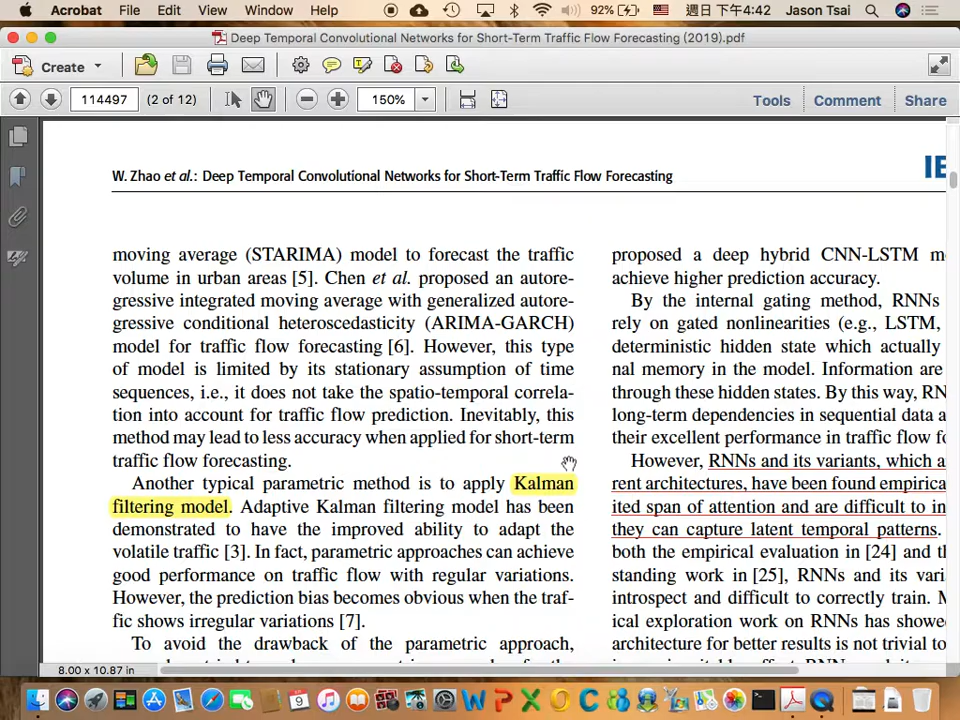 Acrobat File Edit View Window Help 92% 週日 下午4:42 Jason Tsai
Deep Temporal Convolutional Networks for Short-Term Traffic Flow Forecasting (2019).pdf
Create
114497 (2 of 12) 150% Tools Comment Share
W. Zhao et al.: Deep Temporal Convolutional Networks for Short-Term Traffic Flow Forecasting
moving average (STARIMA) model to forecast the traffic
volume in urban areas [5]. Chen et al. proposed an autore-
gressive integrated moving average with generalized autore-
gressive conditional heteroscedasticity (ARIMA-GARCH)
model for traffic flow forecasting [6]. However, this type
of model is limited by its stationary assumption of time
sequences, i.e., it does not take the spatio-temporal correla-
tion into account for traffic flow prediction. Inevitably, this
method may lead to less accuracy when applied for short-term
traffic flow forecasting.
Another typical parametric method is to apply Kalman
filtering model. Adaptive Kalman filtering model has been
demonstrated to have the improved ability to adapt the
volatile traffic [3]. In fact, parametric approaches can achieve
good performance on traffic flow with regular variations.
However, the prediction bias becomes obvious when the traf-
fic shows irregular variations [7].
To avoid the drawback of the parametric approach,
proposed a deep hybrid CNN-LSTM
achieve higher prediction accuracy.
By the internal gating method, RNNs
rely on gated nonlinearities (e.g., LSTM,
deterministic hidden state which actually
nal memory in the model. Information are
through these hidden states. By this way, RN
long-term dependencies in sequential data a
their excellent performance in traffic flow fo
However, RNNs and its variants, which a
rent architectures, have been found empirica
ited span of attention and are difficult to in
they can capture latent temporal patterns.
both the empirical evaluation in [24] and th
standing work in [25], RNNs and its vari
introspect and difficult to correctly train. M
ical exploration work on RNNs has showe
architecture for better results is not trivial to
8.00 x 10.87 in